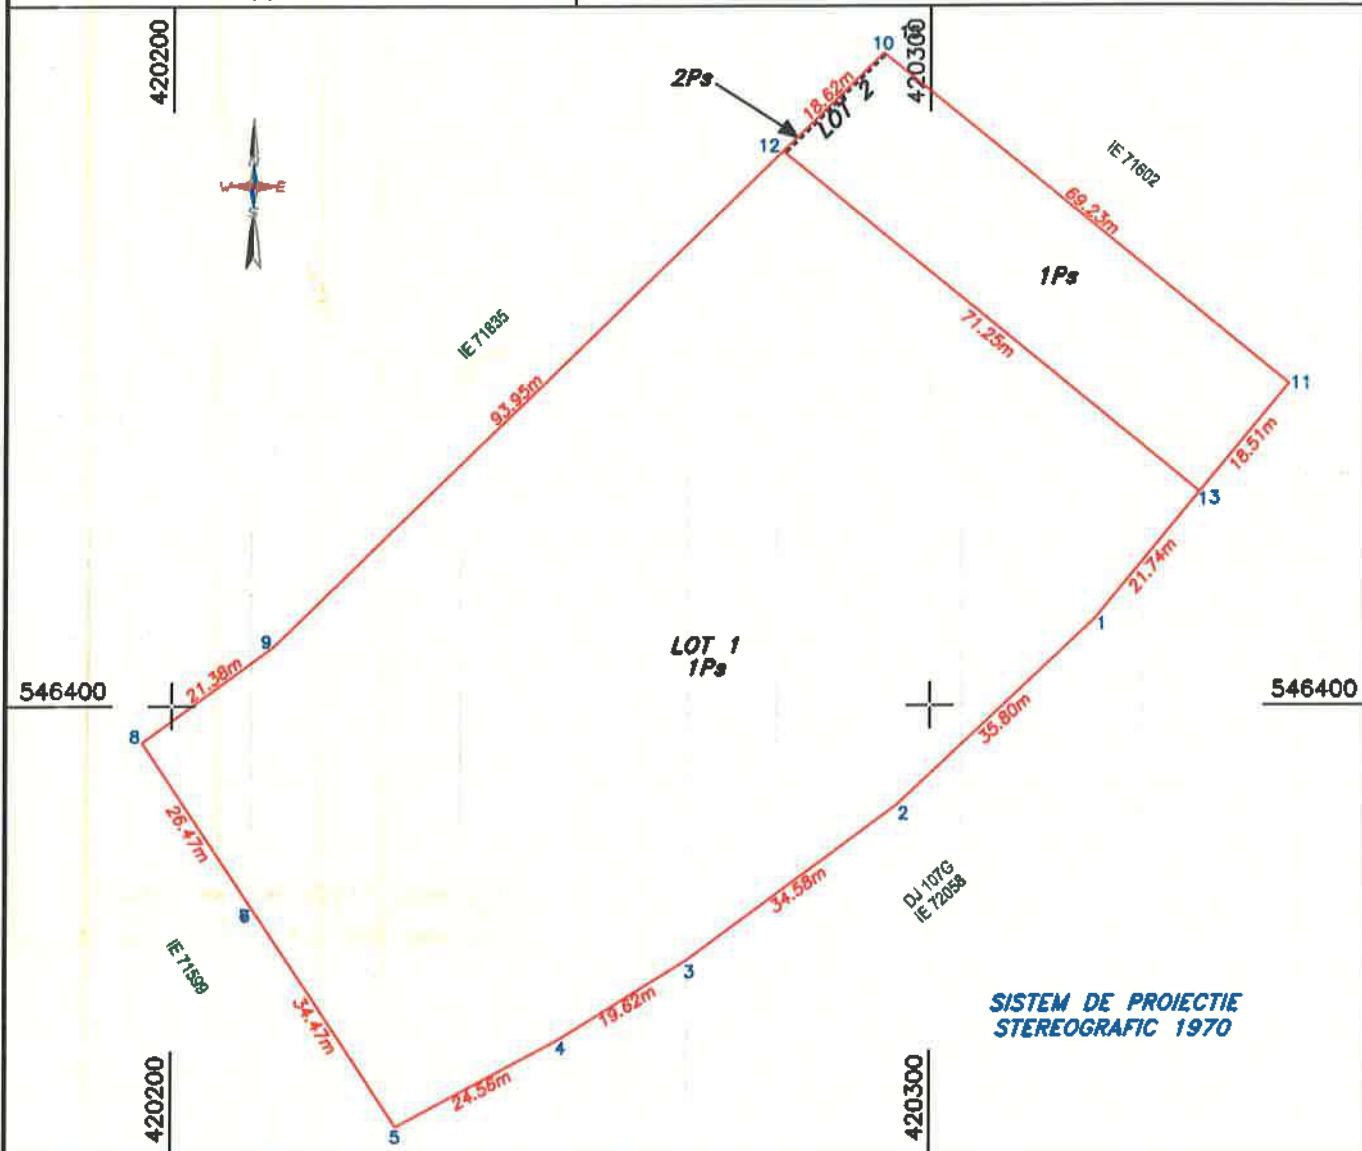 420200
10
420300
2Ps
18.62m
LOT 2
12
IE 71602
W E
69.23m
1Ps
IE 71835
71.25m
93.95m
11
18.51m
13
21.74m
1
9
LOT 1
1Ps
21.38m
546400
546400
8
35.80m
2
26.47m
34.58m
DJ 107G
IE 72058
IE 71599
3
34.47m
19.62m
SISTEM DE PROIECTIE
STEREOGRAFIC 1970
4
24.56m
420200
420300
5